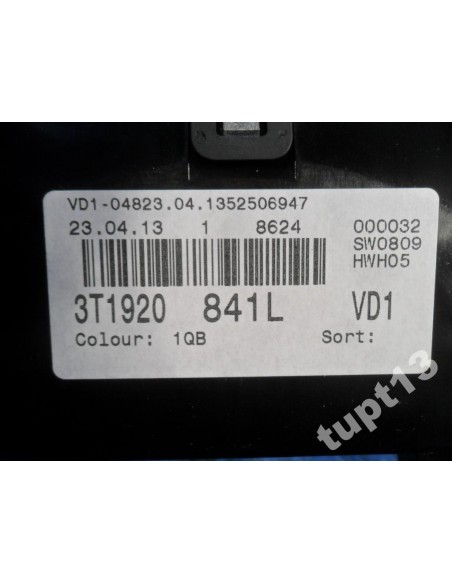 VD1-04823.04.1352506947
23.04.13 1 8624 000032
SW0809
HWH05
3T1920 841L VD1
Colour: 1QB Sort:
tupt13